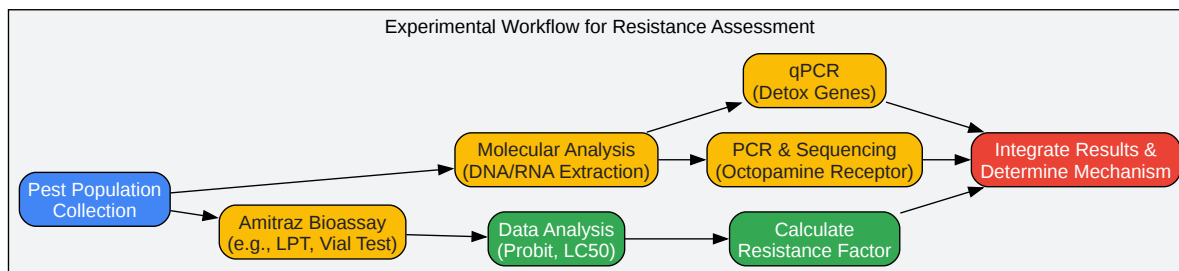 Experimental Workflow for Resistance Assessment
qPCR
(Detox Genes)
Molecular Analysis
(DNA/RNA Extraction)
PCR & Sequencing
(Octopamine Receptor)
Integrate Results &
Determine Mechanism
Pest Population
Collection
Amitraz Bioassay
(e.g., LPT, Vial Test)
Data Analysis
(Probit, LC50)
Calculate
Resistance Factor